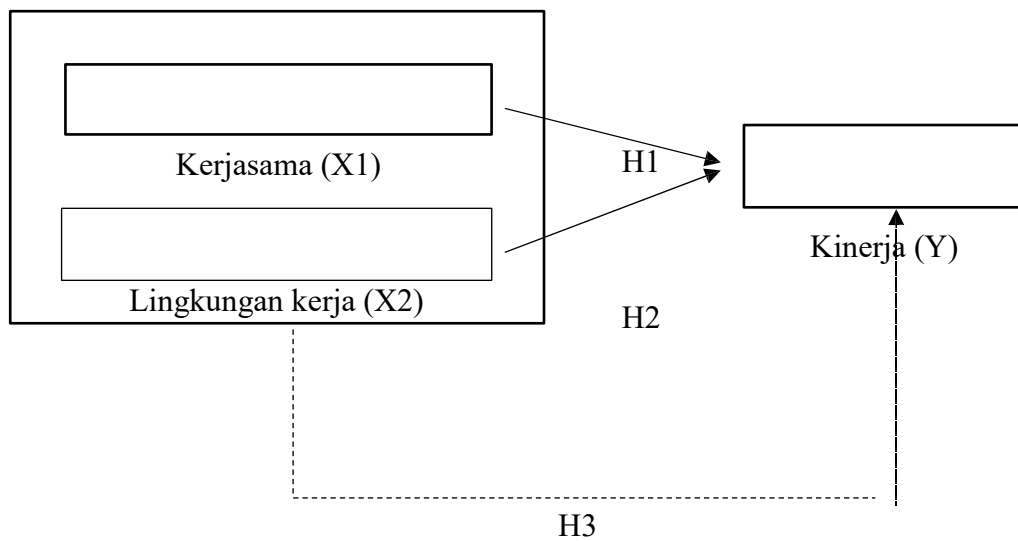 Kerjasama (X1)
H1
Kinerja (Y)
Lingkungan kerja (X2)
H2
H3